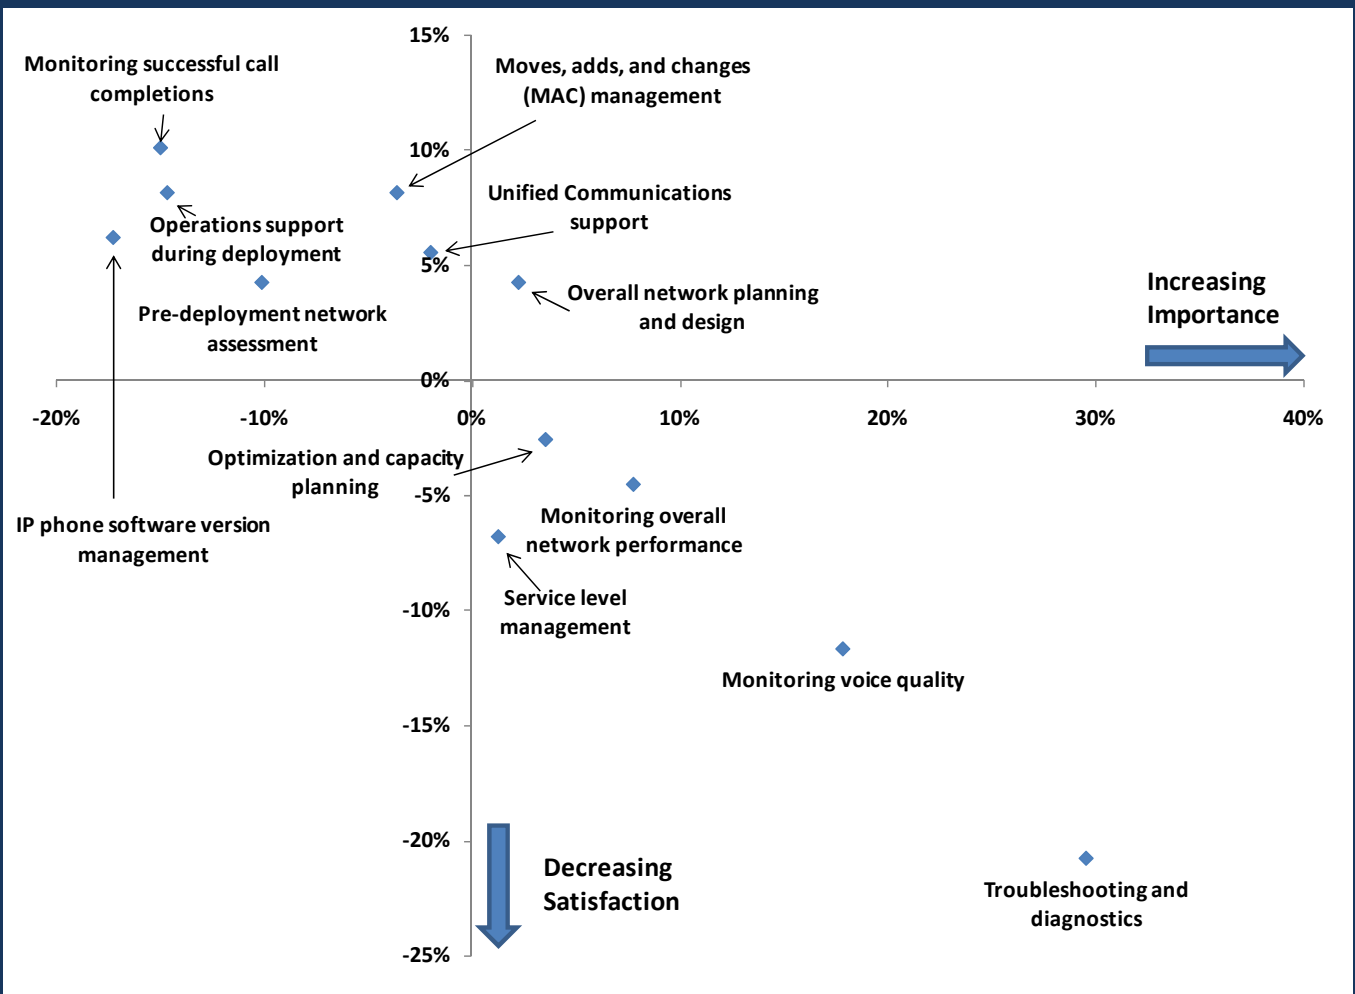 15%
Monitoring successful call
completions
Moves, adds, and changes
(MAC) management
10%
Unified Communications
support
Operations support
during deployment
5%
Overall network planning
and design
Increasing
Importance
Pre-deployment network
assessment
0%
-20%
-10%
0%
10%
20%
30%
40%
Optimization and capacity
planning
-5%
IP phone software version
management
Monitoring overall
network performance
Service level
management
-10%
Monitoring voice quality
-15%
-20%
Decreasing
Satisfaction
Troubleshooting and
diagnostics
-25%